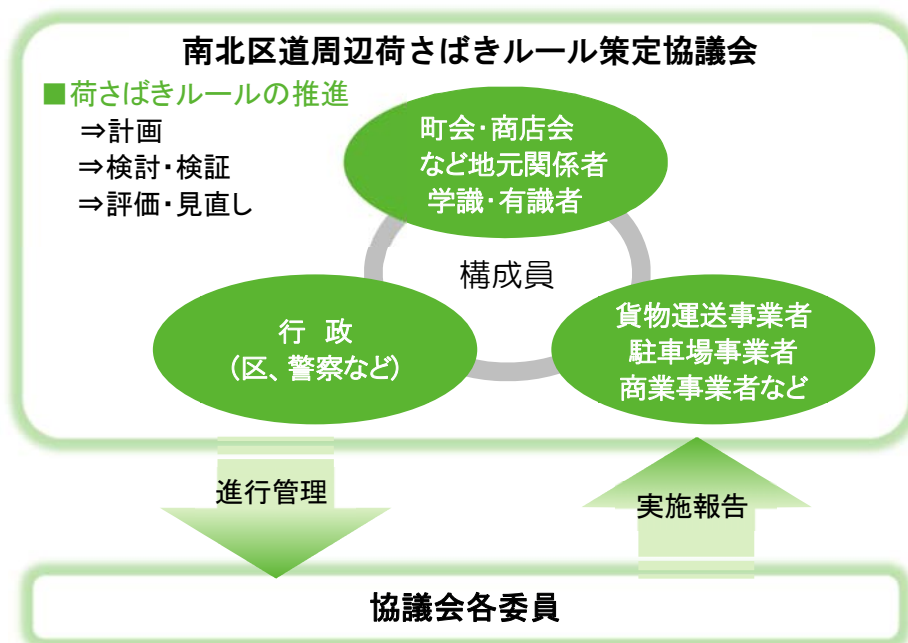 南北区道周辺荷さばきルール策定協議会
■荷さばきルールの推進
⇒計画
⇒検討・検証
⇒評価・見直し
町会・商店会
など地元関係者
学識・有識者
構成員
行 政
(区、警察など)
貨物運送事業者
駐車場事業者
商業事業者など
進行管理
実施報告
協議会各委員